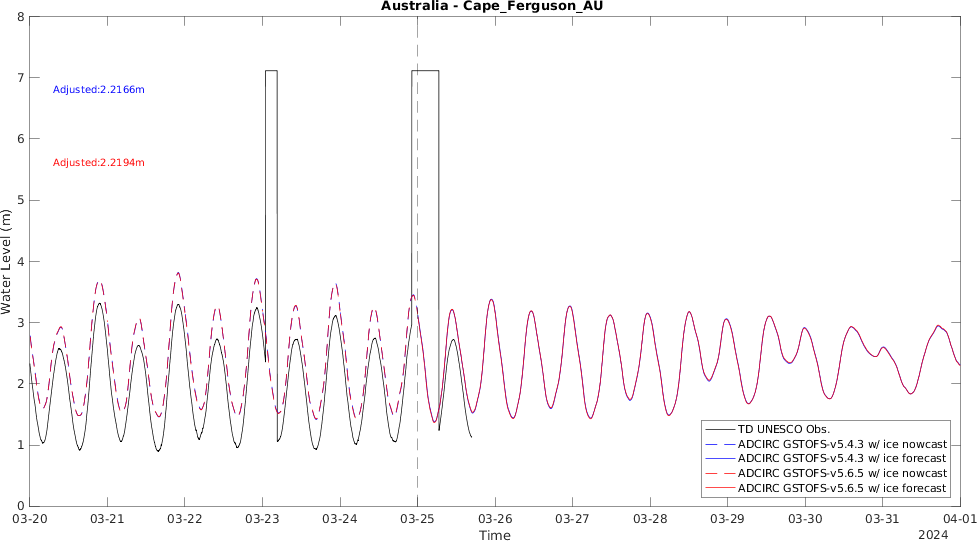 Australia - Cape_Ferguson_AU
8
7
6
5
4
3
2
1
0
Water Level (m)
Adjusted:2.2166m
Adjusted:2.2194m
TD UNESCO Obs.
ADCIRC GSTOFS-v5.4.3 w/ ice nowcast
ADCIRC GSTOFS-v5.4.3 w/ ice forecast
ADCIRC GSTOFS-v5.6.5 w/ ice nowcast
ADCIRC GSTOFS-v5.6.5 w/ ice forecast
03-20 03-21 03-22 03-23 03-24 03-25 03-26 03-27 03-28 03-29 03-30 03-31 04-01
Time
2024